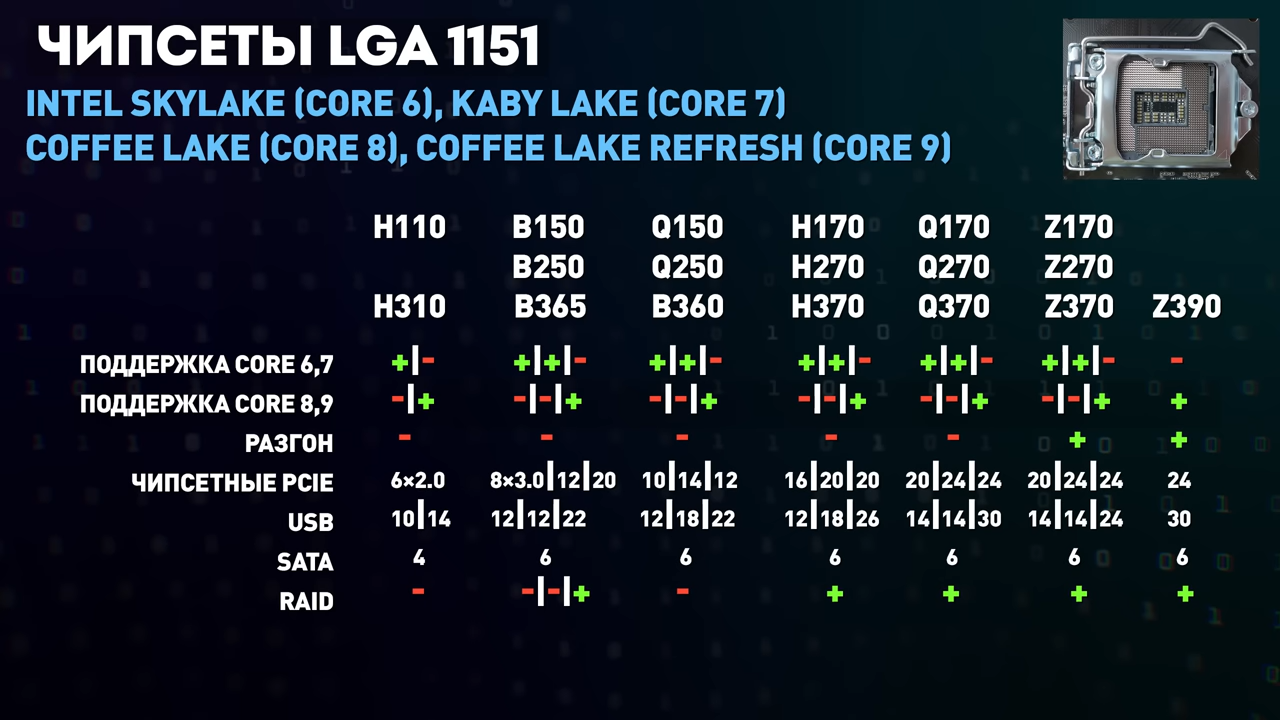 ЧИПСЕТЫ LGA 1151
INTEL SKYLAKE (CORE 6), KABY LAKE (CORE 7)
COFFEE LAKE (CORE 8), COFFEE LAKE REFRESH (CORE 9)
H110 B150 Q150 H170 Q170 Z170
B250 Q250 H270 Q270 Z270
H310 B365 B360 H370 Q370 Z370 Z390
ПОДДЕРЖКА CORE 6,7 +|- +|+|- +|+|- +|+|- +|+|- +|+|- -
ПОДДЕРЖКА CORE 8,9 -|+ -|-|+ -|-|+ -|-|+ -|-|+ -|-|+ +
РАЗГОН - - - - - + +
ЧИПСЕТНЫЕ PCIE 6×2.0 8×3.0|12|20 10|14|12 16|20|20 20|24|24 20|24|24 24
USB 10|14 12|12|22 12|18|22 12|18|26 14|14|30 14|14|24 30
SATA 4 6 6 6 6 6 6
RAID - -|-|+ - + + + +